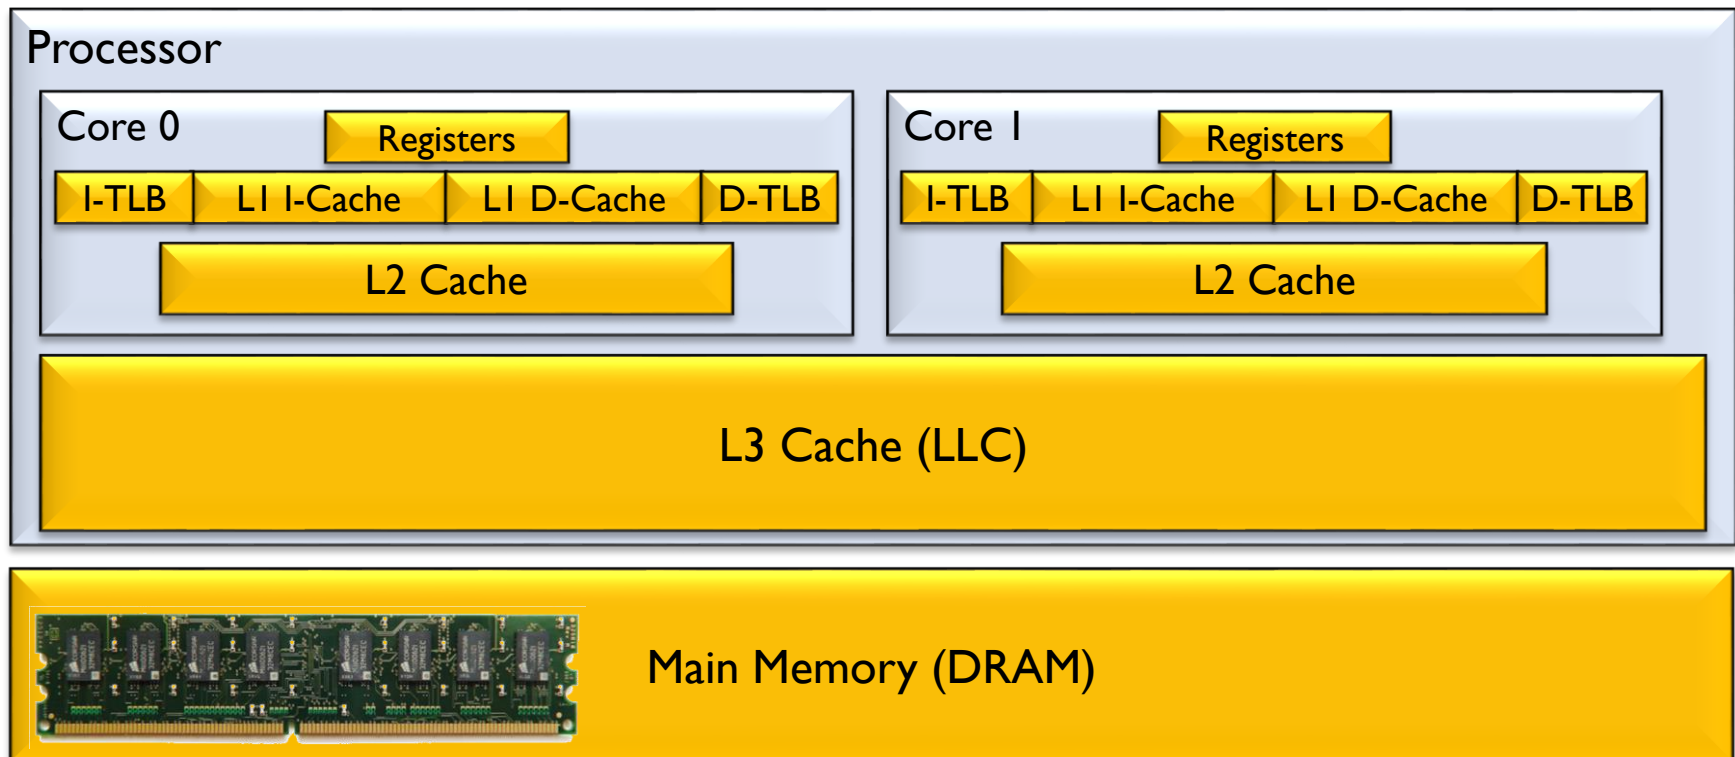 Processor
Core 0
Registers
I-TLB
L1 I-Cache
L1 D-Cache
D-TLB
L2 Cache
Core 1
Registers
I-TLB
L1 I-Cache
L1 D-Cache
D-TLB
L2 Cache
L3 Cache (LLC)
Main Memory (DRAM)